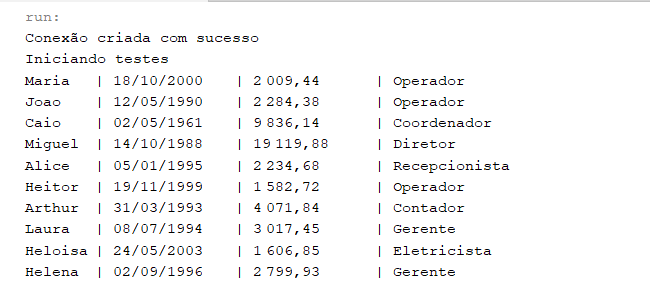 run:
Conexão criada com sucesso
Iniciando testes
Maria | 18/10/2000 | 2 009,44 | Operador
Joao | 12/05/1990 | 2 284,38 | Operador
Caio | 02/05/1961 | 9 836,14 | Coordenador
Miguel | 14/10/1988 | 19 119,88 | Diretor
Alice | 05/01/1995 | 2 234,68 | Recepcionista
Heitor | 19/11/1999 | 1 582,72 | Operador
Arthur | 31/03/1993 | 4 071,84 | Contador
Laura | 08/07/1994 | 3 017,45 | Gerente
Heloisa | 24/05/2003 | 1 606,85 | Eletricista
Helena | 02/09/1996 | 2 799,93 | Gerente